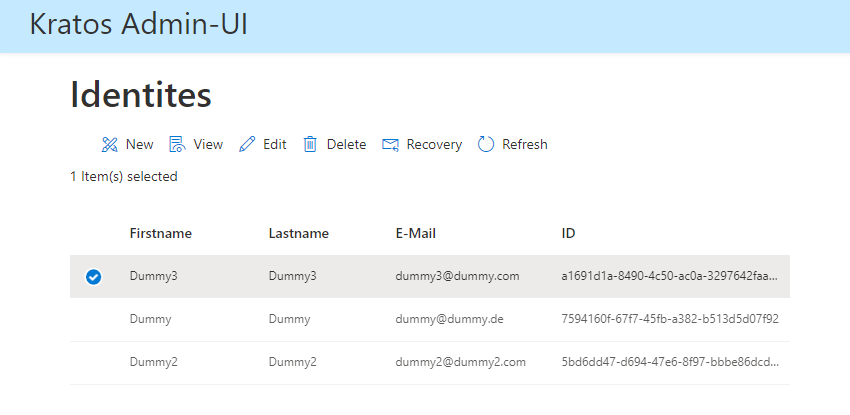 Kratos Admin-UI
Identites
New View Edit Delete Recovery Refresh
1 Item(s) selected
Firstname Lastname E-Mail ID
Dummy3 Dummy3 dummy3@dummy.com a1691d1a-8490-4c50-ac0a-3297642faa...
Dummy Dummy dummy@dummy.de 7594160f-67f7-45fb-a382-b513d5d07f92
Dummy2 Dummy2 dummy2@dummy2.com 5bd6dd47-d694-47e6-8f97-bbbe86dcd...